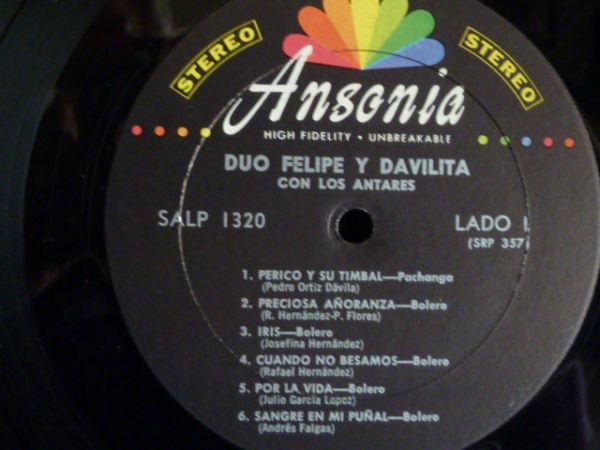 STEREO
STEREO
Ansonia
HIGH FIDELITY • UNBREAKABLE
DUO FELIPE Y DAVILITA
CON LOS ANTARES
SALP 1320
LADO I
(SRP 357)
1. PERICO Y SU TIMBAL—Pachanga
(Pedro Ortiz Dávila)
2. PRECIOSA AÑORANZA—Bolero
(R. Hernández-P. Flores)
3. IRIS—Bolero
(Josefina Hernández)
4. CUANDO NO BESAMOS—Bolero
(Rafael Hernández)
5. POR LA VIDA—Bolero
(Julio García Lopez)
6. SANGRE EN MI PUÑAL—Bolero
(Andrés Falgas)